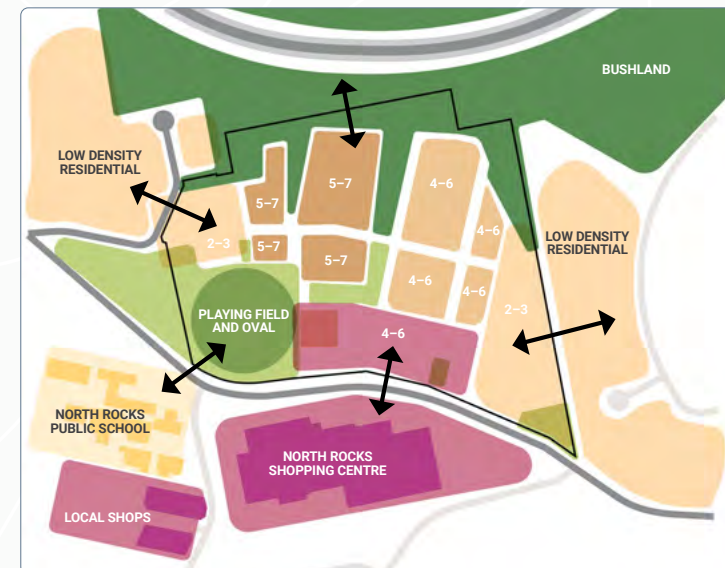 BUSHLAND
LOW DENSITY
RESIDENTIAL
5–7
5–7
4–6
4–6
2–3
5–7
5–7
4–6
4–6
2–3
LOW DENSITY
RESIDENTIAL
PLAYING FIELD
AND OVAL
4–6
NORTH ROCKS
PUBLIC SCHOOL
NORTH ROCKS
SHOPPING CENTRE
LOCAL SHOPS